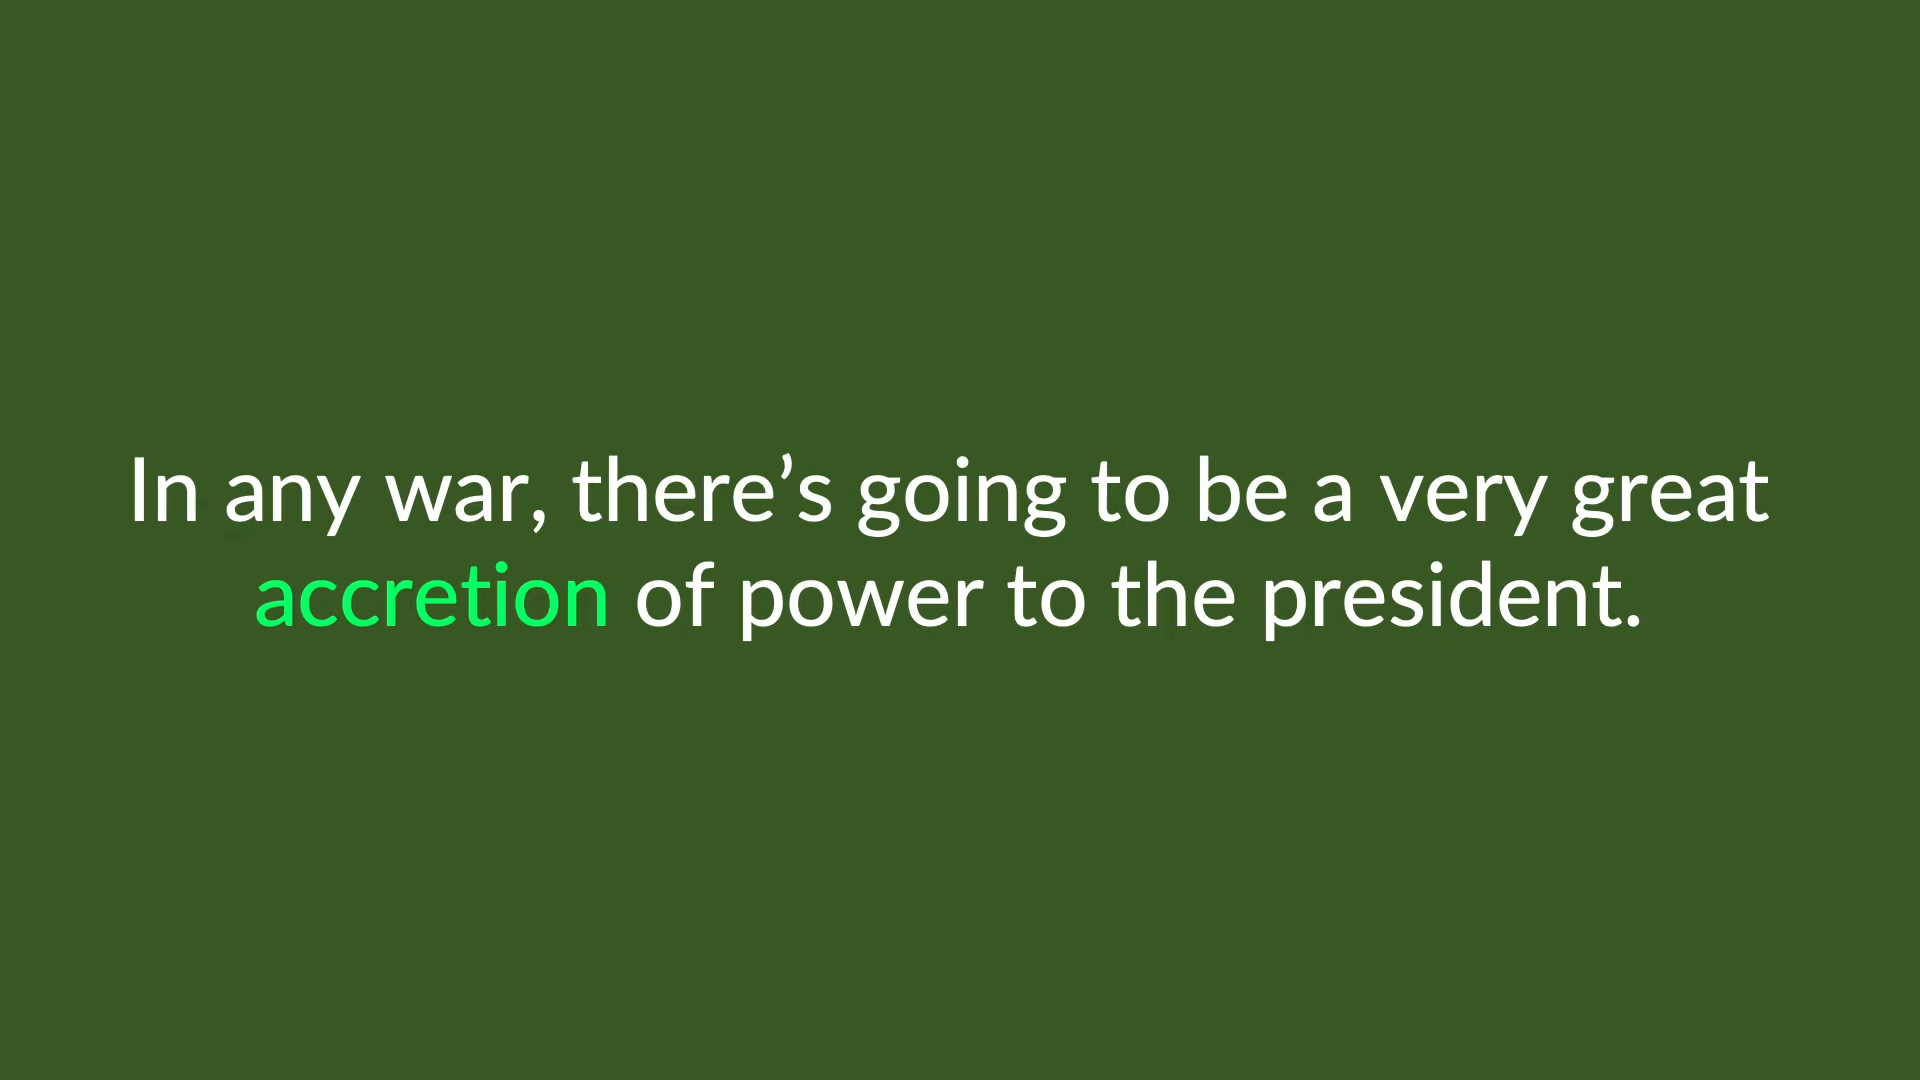 In any war, there’s going to be a very great
accretion of power to the president.